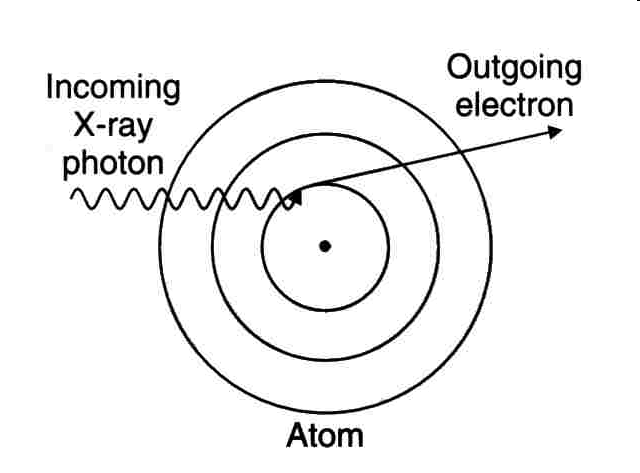 Incoming
X-ray
photon
Outgoing
electron
Atom